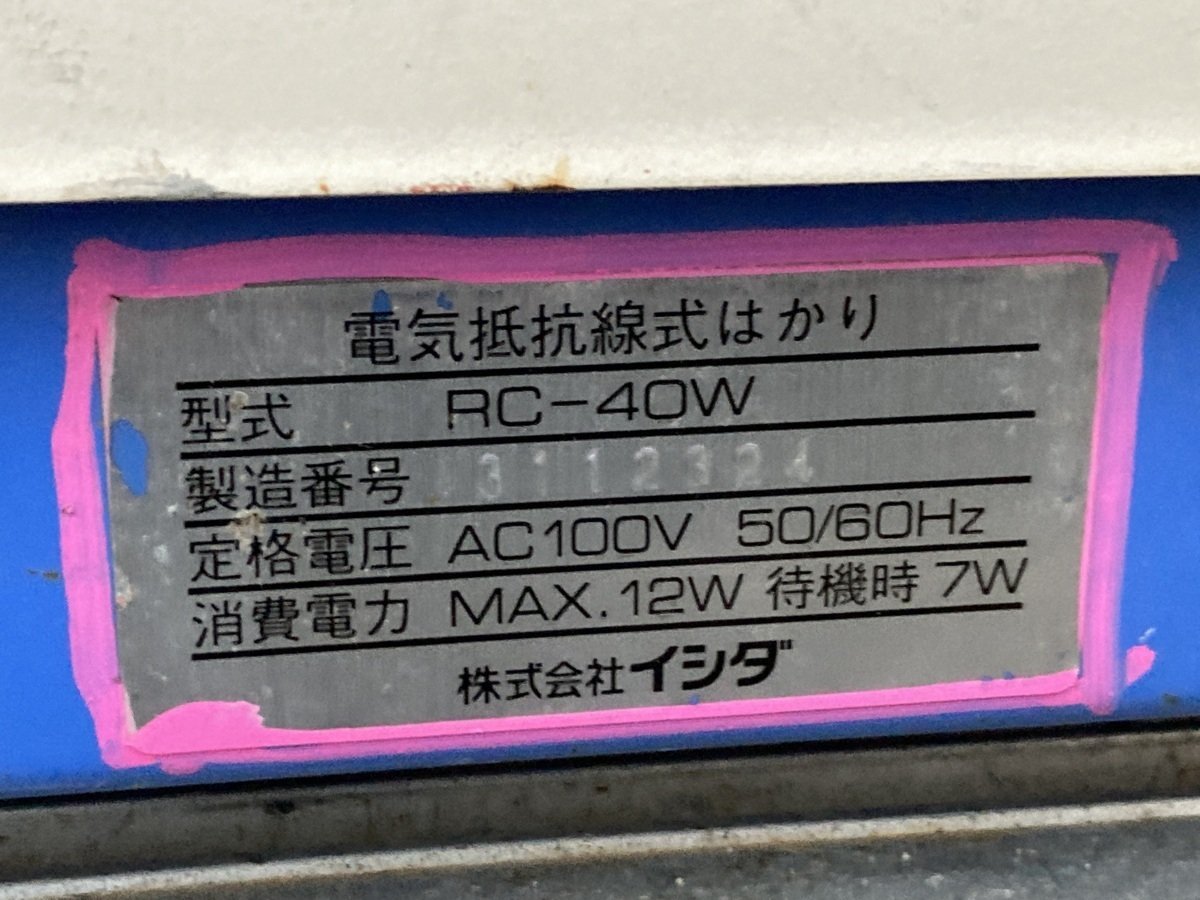 電気抵抗線式はかり
型式 RC-40W
製造番号 3112324
定格電圧 AC100V 50/60Hz
消費電力 MAX.12W 待機時 7W
株式会社イシダ